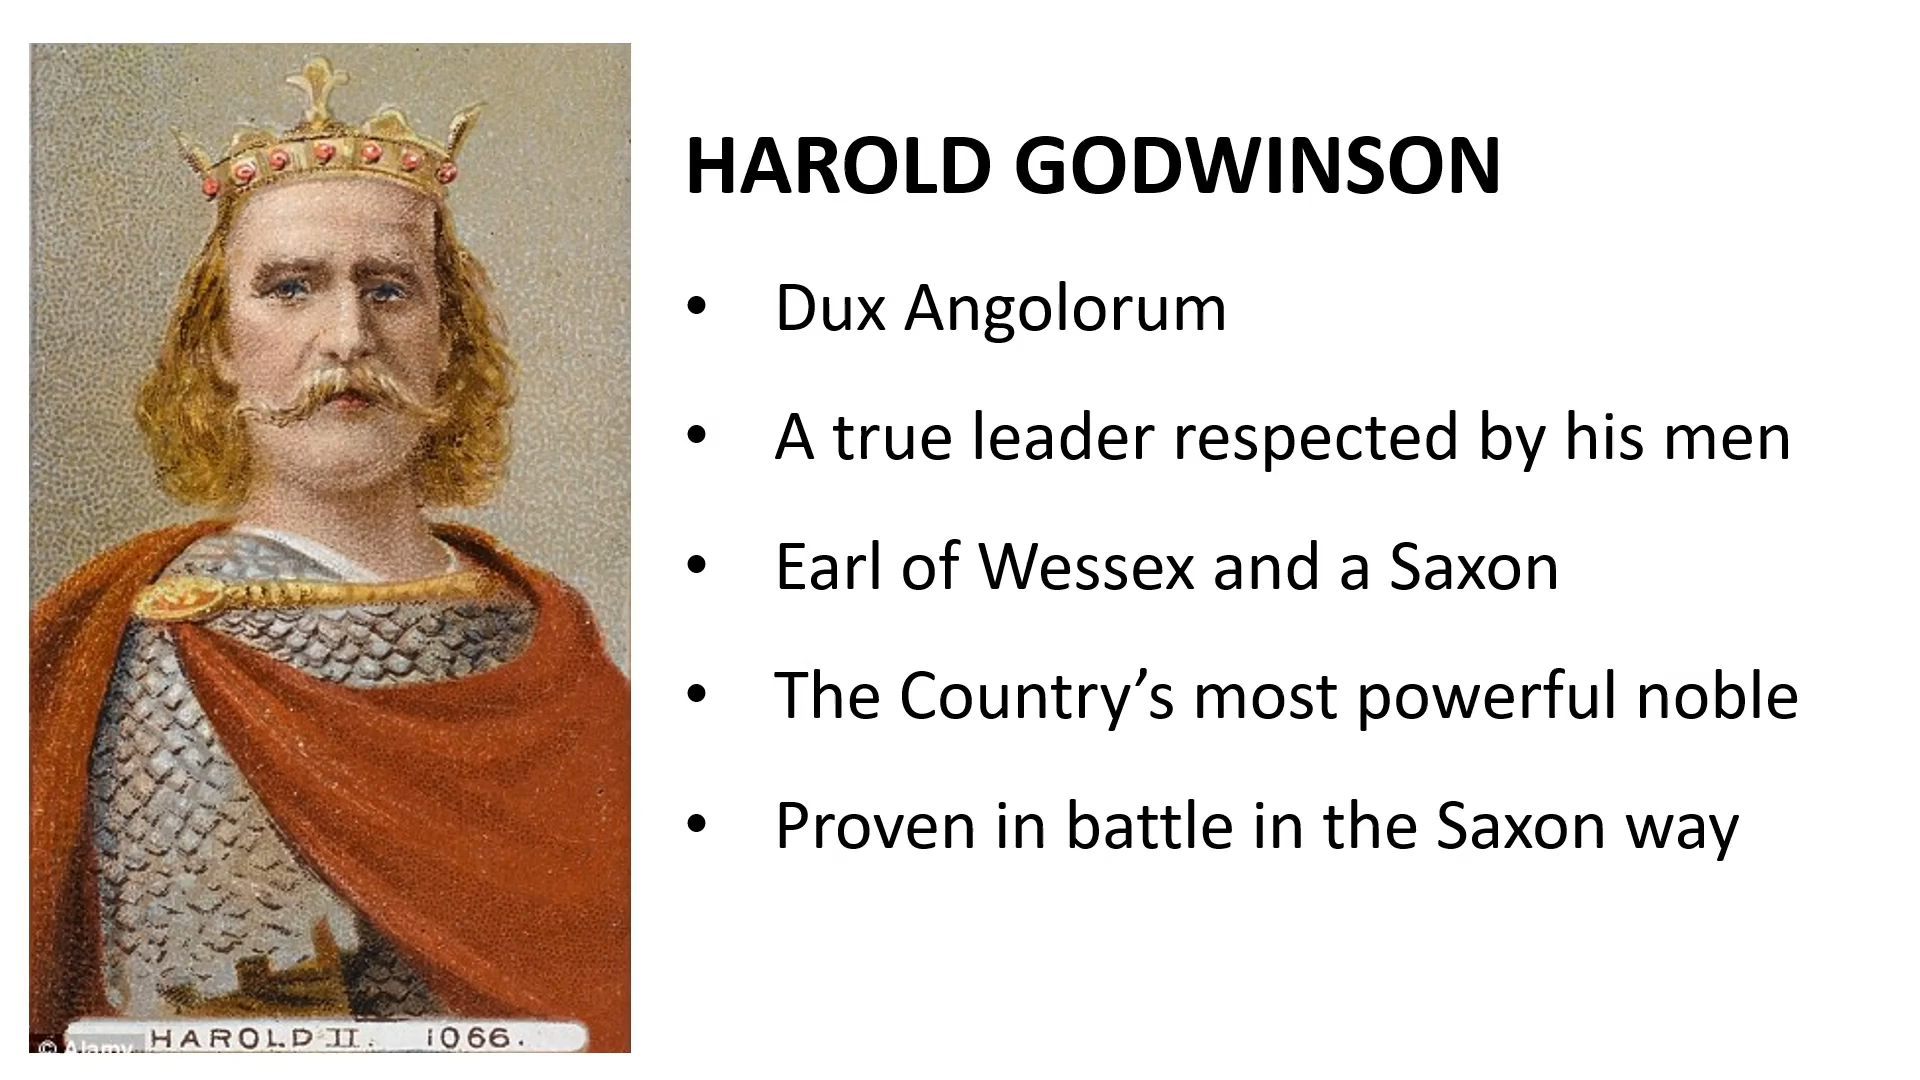 HAROLD GODWINSON
• Dux Angolorum
• A true leader respected by his men
• Earl of Wessex and a Saxon
• The Country’s most powerful noble
• Proven in battle in the Saxon way
© Alamy
HAROLD II. 1066.